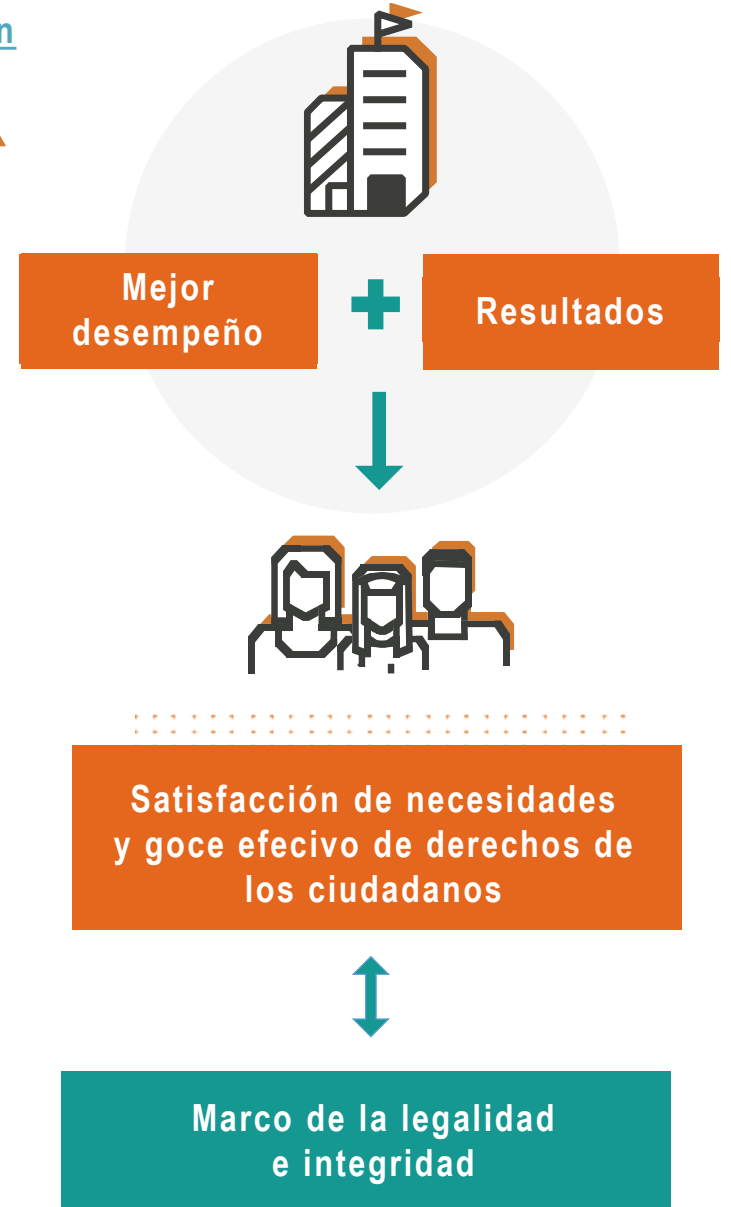 n
Mejor
desempeño
Resultados
Satisfacción de necesidades
y goce efecivo de derechos de
los ciudadanos
Marco de la legalidad
e integridad